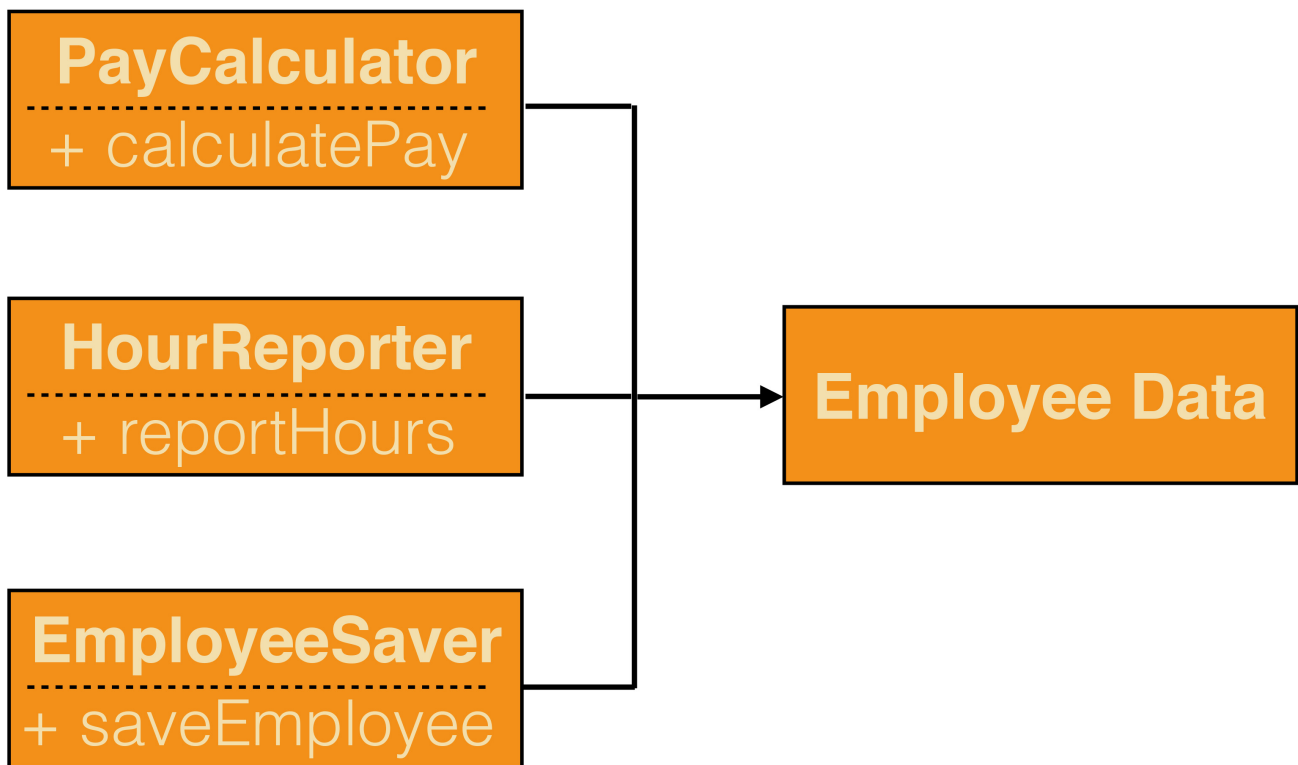 PayCalculator
+ calculatePay
HourReporter
+ reportHours
Employee Data
EmployeeSaver
+ saveEmployee